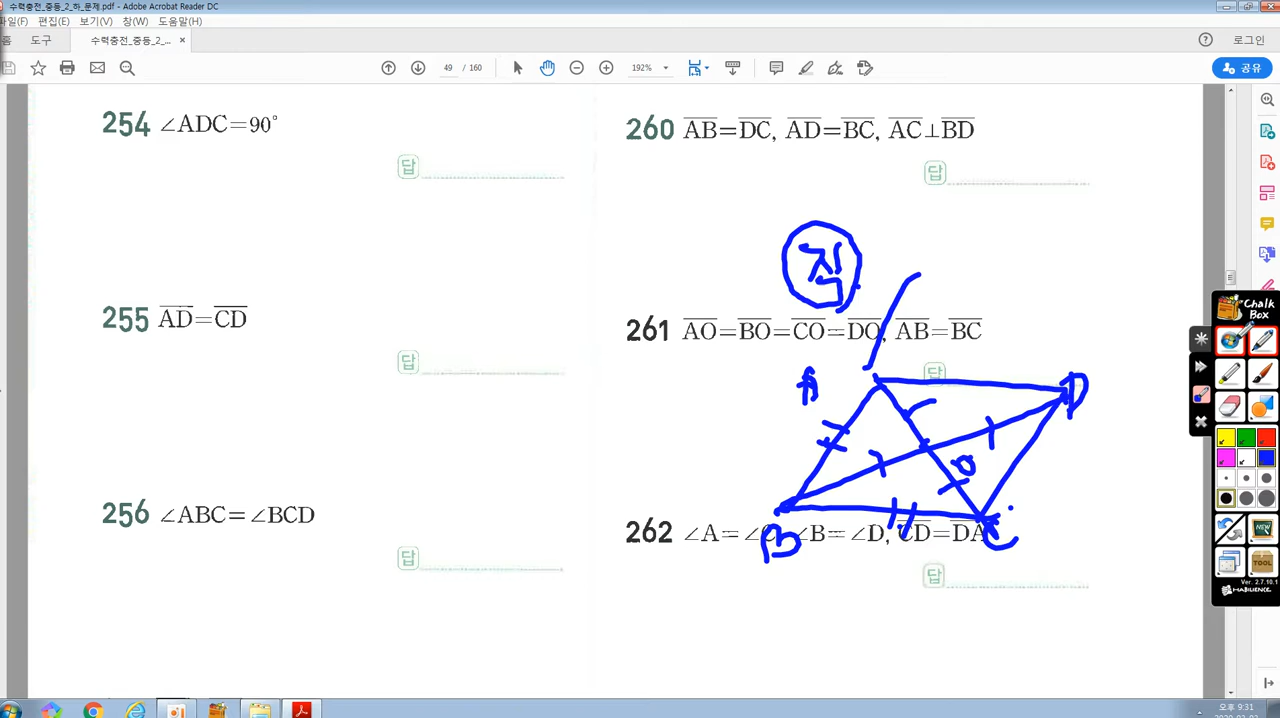 수력충전_중등_2_하_문제.pdf - Adobe Acrobat Reader DC
파일(F) 편집(E) 보기(V) 창(W) 도움말(H)
홈 도구 수력충전_중등_2_... × 로그인
49 / 160 192% 공유
254 ∠ADC=90°
답
255 AD=CD
답
256 ∠ABC=∠BCD
답
260 AB=DC, AD=BC, AC⊥BD
답
직
261 AO=BO=CO=DO, AB=BC
답
A D
O
B C
262 ∠A=∠C, ∠B=∠D, CD=DA
답
Chalk Box
NEW
TOOL
Ver. 2.7.10.1
HABILIENCE
오후 9:31